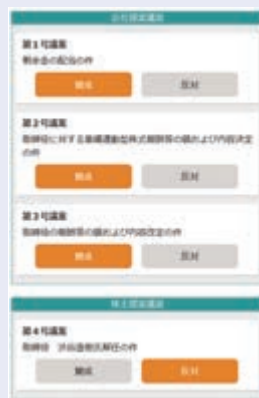 会社提案議案
第1号議案
剰余金の配当の件
賛成 反対
第2号議案
取締役に対する業績連動型株式報酬等の額および内容決定
の件
賛成 反対
第3号議案
取締役の報酬等の額および内容改定の件
賛成 反対
株主提案議案
第4号議案
取締役 解任の件
賛成 反対